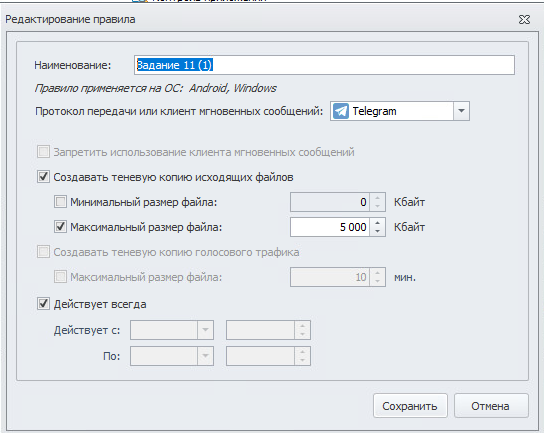 Редактирование правила
Наименование: Задание 11 (1)
Правило применяется на ОС: Android, Windows
Протокол передачи или клиент мгновенных сообщений: Telegram
Запретить использование клиента мгновенных сообщений
Создавать теневую копию исходящих файлов
Минимальный размер файла: 0 Кбайт
Максимальный размер файла: 5 000 Кбайт
Создавать теневую копию голосового трафика
Максимальный размер файла: 10 мин.
Действует всегда
Действует с:
По:
Сохранить Отмена